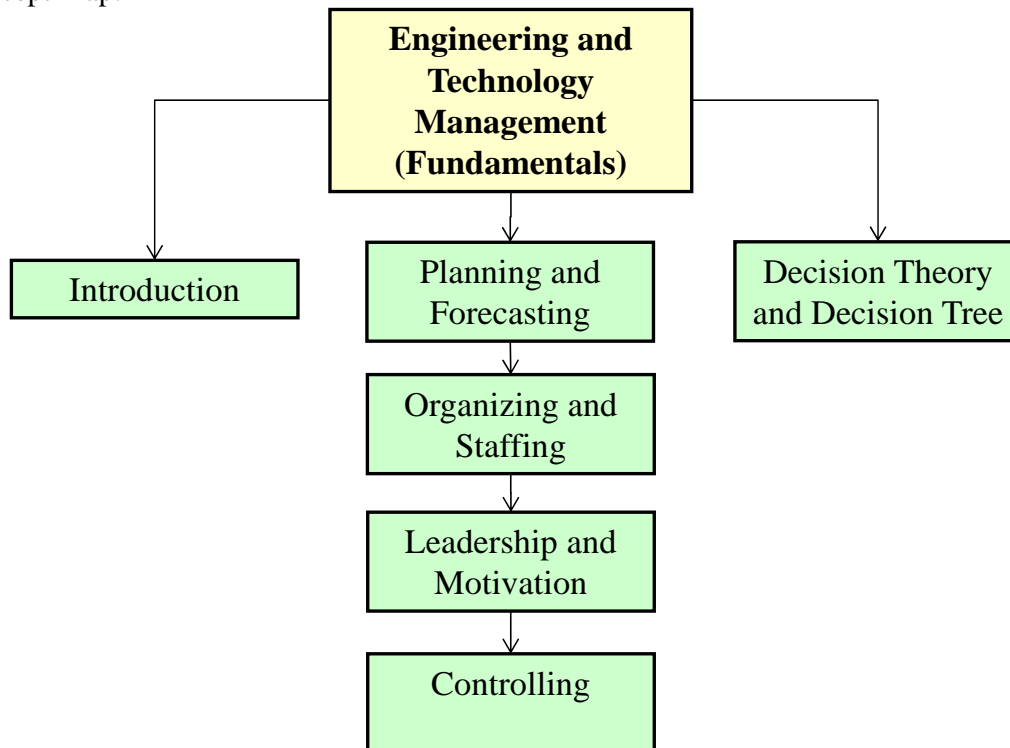 Engineering and
Technology
Management
(Fundamentals)
Introduction
Planning and
Forecasting
Decision Theory
and Decision Tree
Organizing and
Staffing
Leadership and
Motivation
Controlling